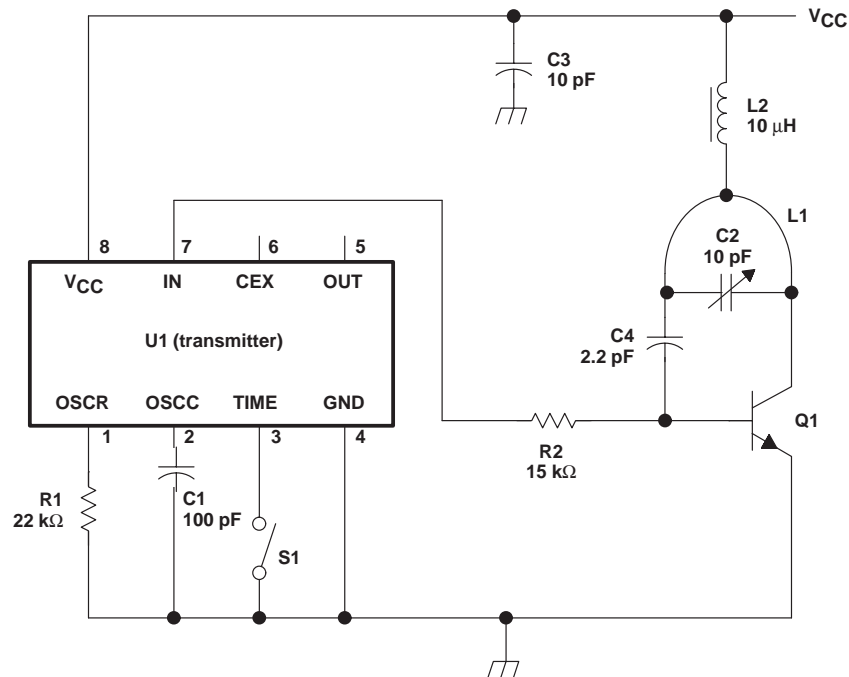 VCC
C3
10 pF
L2
10 μH
L1
C2
10 pF
8
7
6
5
VCC
IN
CEX
OUT
U1 (transmitter)
C4
2.2 pF
OSCR
OSCC
TIME
GND
1
2
3
4
R2
15 kΩ
Q1
R1
22 kΩ
C1
100 pF
S1